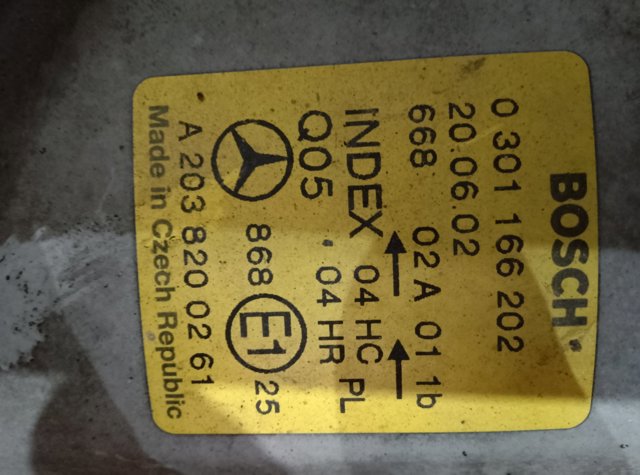 BOSCH
0 301 166 202
20.06.02
668 02 A 01 1b
INDEX 04 HC PL
Q05 04 HR
868 E1 25
A 203 820 02 61
Made in Czech Republic